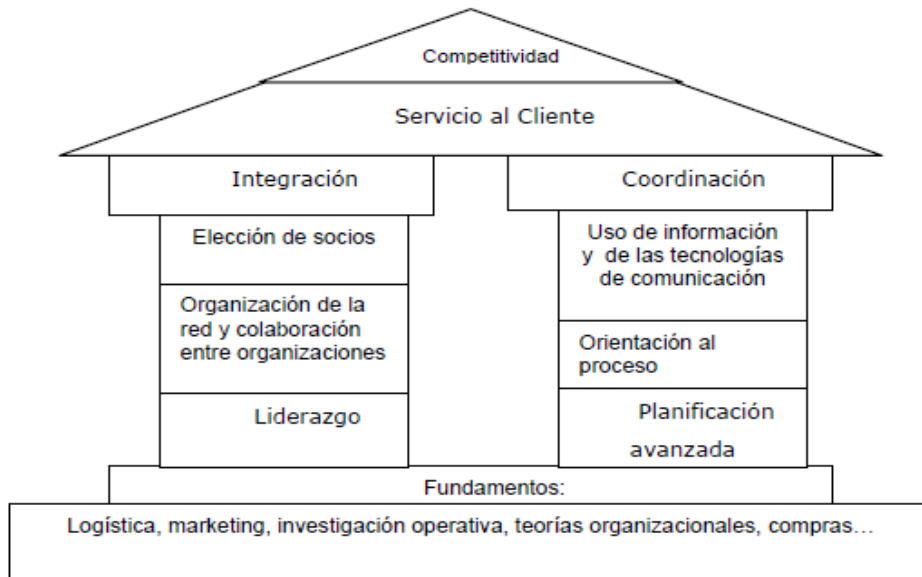 Competitividad
Servicio al Cliente
Integración
Coordinación
Elección de socios
Organización de la
red y colaboración
entre organizaciones
Liderazgo
Uso de información
y de las tecnologías
de comunicación
Orientación al
proceso
Planificación
avanzada
Fundamentos:
Logística, marketing, investigación operativa, teorías organizacionales, compras…